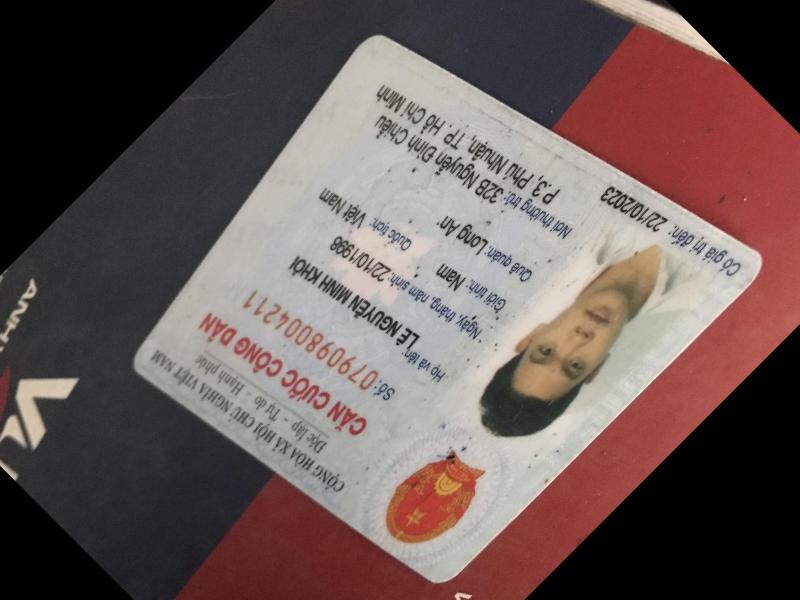 CỘNG HÒA XÃ HỘI CHỦ NGHĨA VIỆT NAM
Độc lập - Tự do - Hạnh phúc
CĂN CƯỚC CÔNG DÂN
Số: 079098004211
Họ và tên:
LÊ NGUYÊN MINH KHÔI
Ngày, tháng, năm sinh: 22/10/1998
Giới tính: Nam Quốc tịch: Việt Nam
Quê quán: Long An
Nơi thường trú: 32B Nguyễn Đình Chiểu
P.3, Phú Nhuận, TP. Hồ Chí Minh
Có giá trị đến: 22/10/2023